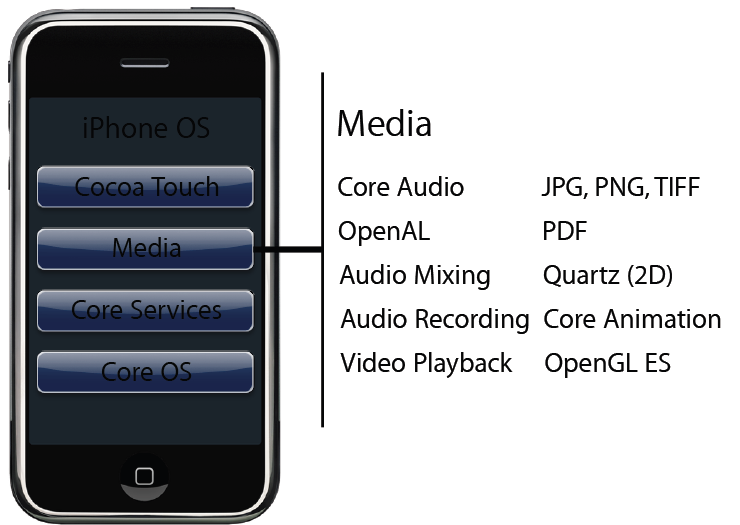 iPhone OS
Cocoa Touch
Media
Core Services
Core OS
Media
Core Audio JPG, PNG, TIFF
OpenAL PDF
Audio Mixing Quartz (2D)
Audio Recording Core Animation
Video Playback OpenGL ES